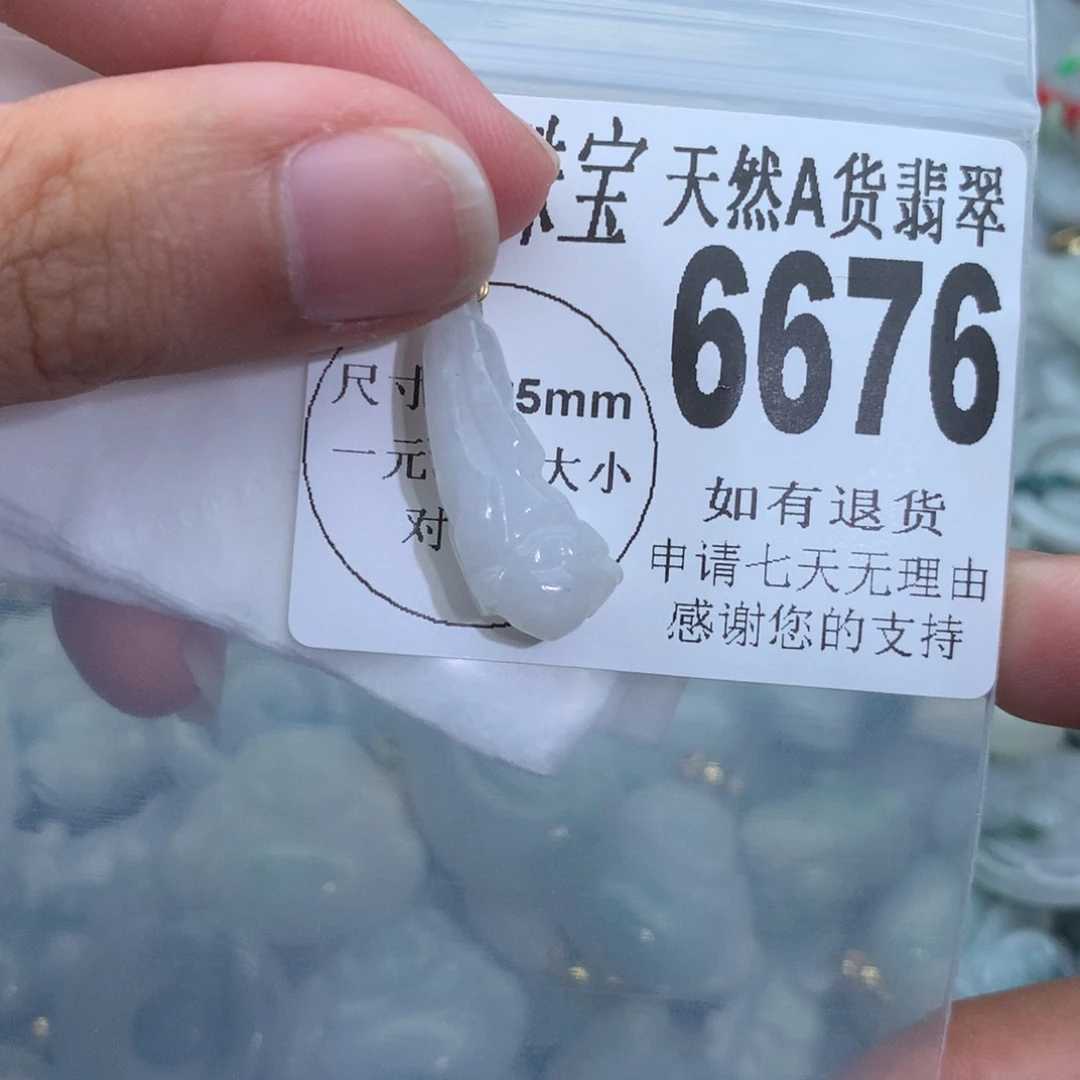 宝 天然A货翡翠
6676
尺寸 5mm
一元 大小
对
如有退货
申请七天无理由
感谢您的支持